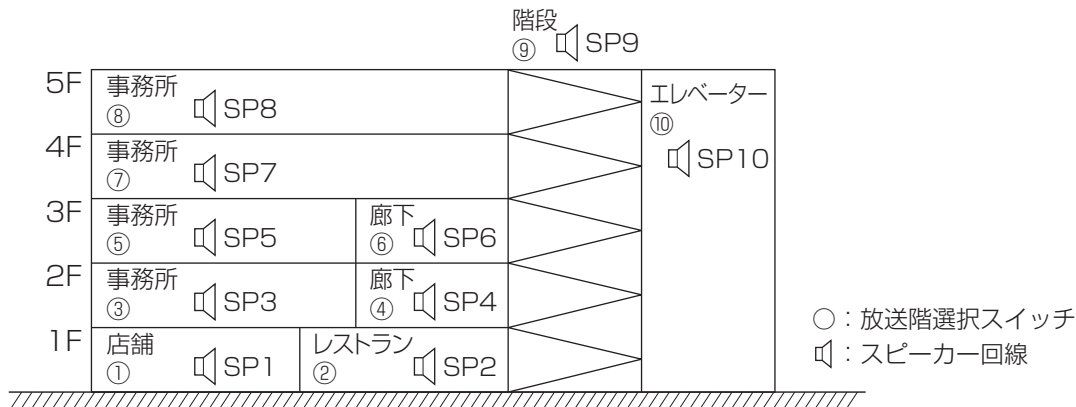 階段
⑨ SP9
5F 事務所
⑧ SP8
エレベーター
⑩
SP10
4F 事務所
⑦ SP7
3F 事務所
⑤ SP5
廊下
⑥ SP6
2F 事務所
③ SP3
廊下
④ SP4
1F 店舗
① SP1
レストラン
② SP2
○：放送階選択スイッチ
：スピーカー回線